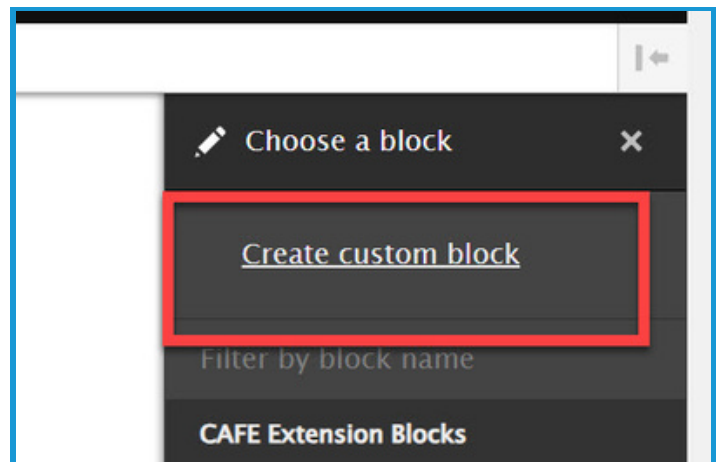 Choose a block
Create custom block
Filter by block name
CAFE Extension Blocks